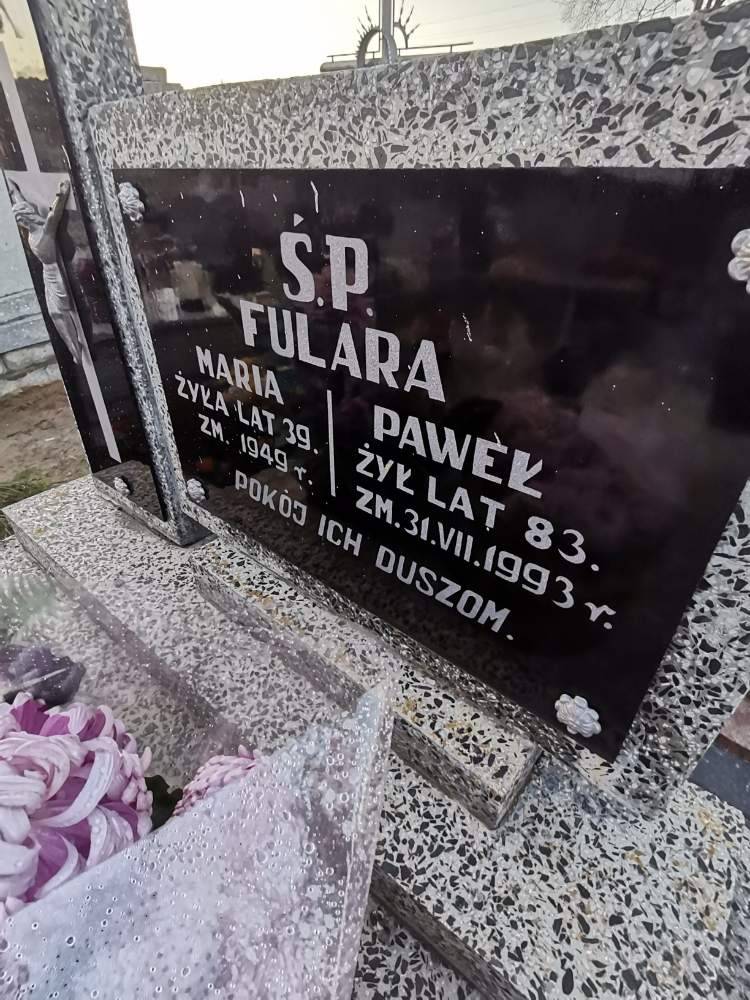 Ś.P.
FULARA
MARIA
ŻYŁA LAT 39.
ZM. 1949 r.
PAWEŁ
ŻYŁ LAT 83.
ZM. 31.VII.1993 r.
POKÓJ ICH DUSZOM.